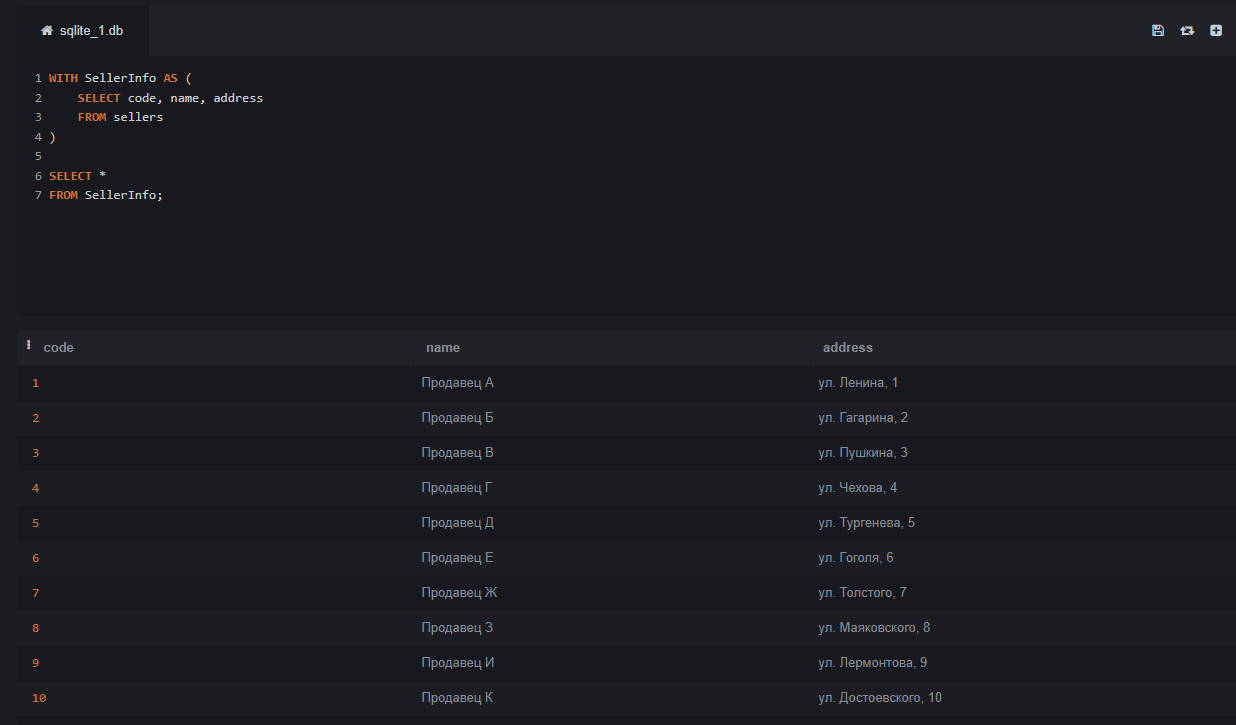 sqlite_1.db
1 WITH SellerInfo AS (
2     SELECT code, name, address
3     FROM sellers
4 )
5
6 SELECT *
7 FROM SellerInfo;
code name address
1 Продавец А ул. Ленина, 1
2 Продавец Б ул. Гагарина, 2
3 Продавец В ул. Пушкина, 3
4 Продавец Г ул. Чехова, 4
5 Продавец Д ул. Тургенева, 5
6 Продавец Е ул. Гоголя, 6
7 Продавец Ж ул. Толстого, 7
8 Продавец З ул. Маяковского, 8
9 Продавец И ул. Лермонтова, 9
10 Продавец К ул. Достоевского, 10